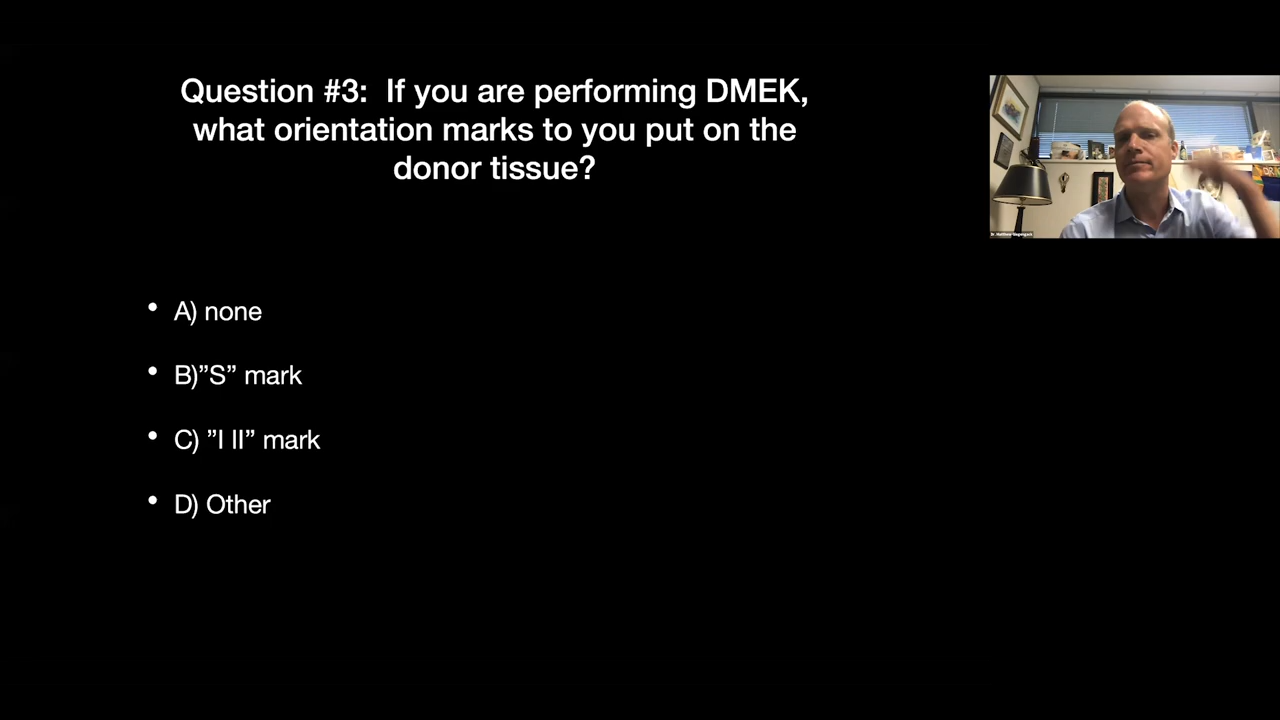 Question #3:  If you are performing DMEK,
what orientation marks to you put on the
donor tissue?
• A) none
• B)”S” mark
• C) ”I II” mark
• D) Other